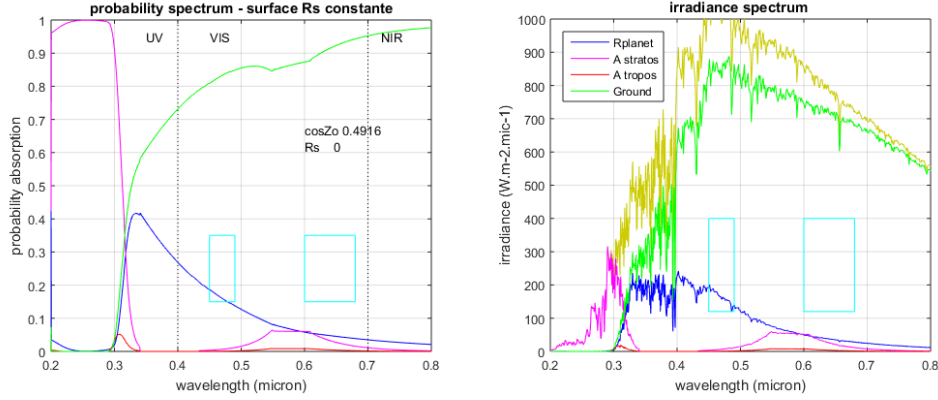 probability spectrum - surface Rs constante
1
0.9
0.8
0.7
0.6
0.5
0.4
0.3
0.2
0.1
0
UV
VIS
NIR
cosZo 0.4916
Rs 0
0.2
0.3
0.4
0.5
0.6
0.7
0.8
wavelength (micron)
probability absorption
irradiance spectrum
1000
900
800
700
600
500
400
300
200
100
0
Rplanet
A stratos
A tropos
Ground
0.2
0.3
0.4
0.5
0.6
0.7
0.8
wavelength (micron)
irradiance (W.m-2.mic-1)